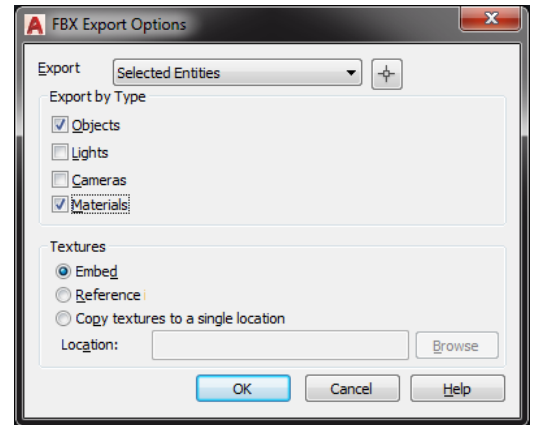 FBX Export Options
Export Selected Entities
Export by Type
Objects
Lights
Cameras
Materials
Textures
Embed
Reference
Copy textures to a single location
Location: Browse
OK Cancel Help